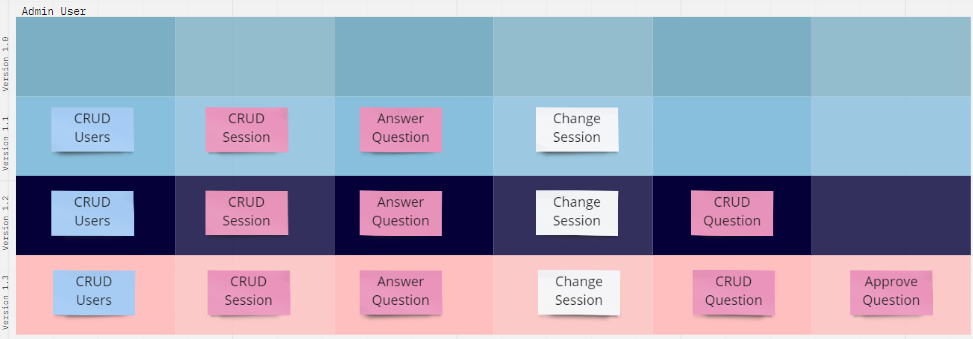 Admin User
Version 1.0
Version 1.1
CRUD
Users
CRUD
Session
Answer
Question
Change
Session
Version 1.2
CRUD
Users
CRUD
Session
Answer
Question
Change
Session
CRUD
Question
Version 1.3
CRUD
Users
CRUD
Session
Answer
Question
Change
Session
CRUD
Question
Approve
Question